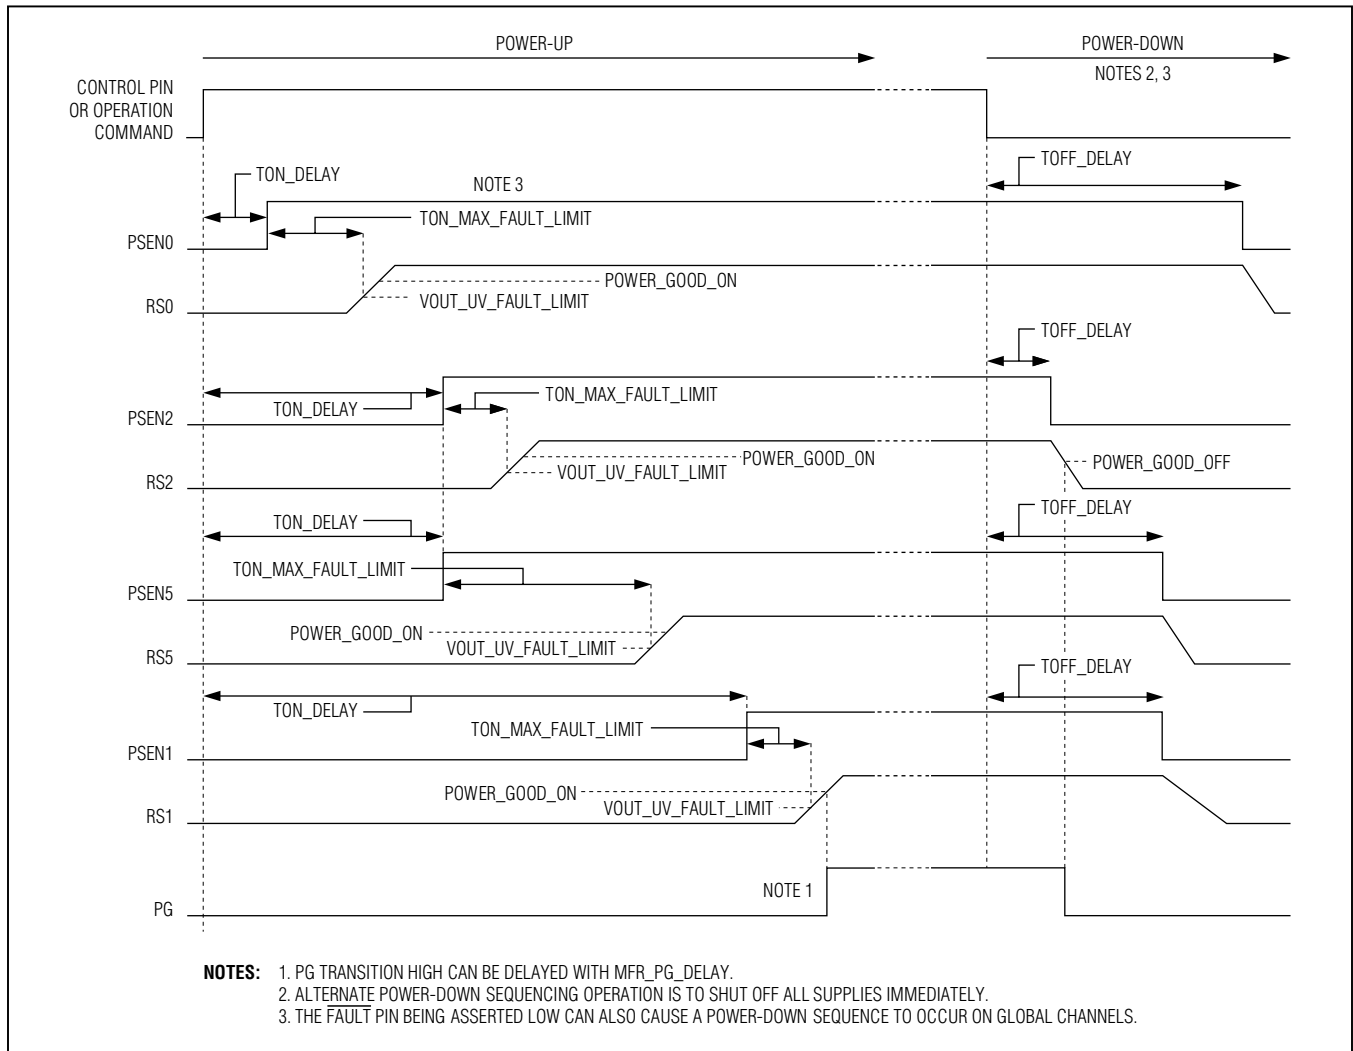 POWER-UP
POWER-DOWN
NOTES 2, 3
CONTROL PIN
OR OPERATION
COMMAND
TOFF_DELAY
TON_DELAY
NOTE 3
TON_MAX_FAULT_LIMIT
PSEN0
POWER_GOOD_ON
VOUT_UV_FAULT_LIMIT
RS0
TOFF_DELAY
TON_MAX_FAULT_LIMIT
TON_DELAY
PSEN2
POWER_GOOD_ON
POWER_GOOD_OFF
VOUT_UV_FAULT_LIMIT
RS2
TOFF_DELAY
TON_DELAY
TON_MAX_FAULT_LIMIT
PSEN5
POWER_GOOD_ON
VOUT_UV_FAULT_LIMIT
RS5
TOFF_DELAY
TON_DELAY
TON_MAX_FAULT_LIMIT
PSEN1
POWER_GOOD_ON
VOUT_UV_FAULT_LIMIT
RS1
NOTE 1
PG
NOTES: 1. PG TRANSITION HIGH CAN BE DELAYED WITH MFR_PG_DELAY.
2. ALTERNATE POWER-DOWN SEQUENCING OPERATION IS TO SHUT OFF ALL SUPPLIES IMMEDIATELY.
3. THE FAULT PIN BEING ASSERTED LOW CAN ALSO CAUSE A POWER-DOWN SEQUENCE TO OCCUR ON GLOBAL CHANNELS.